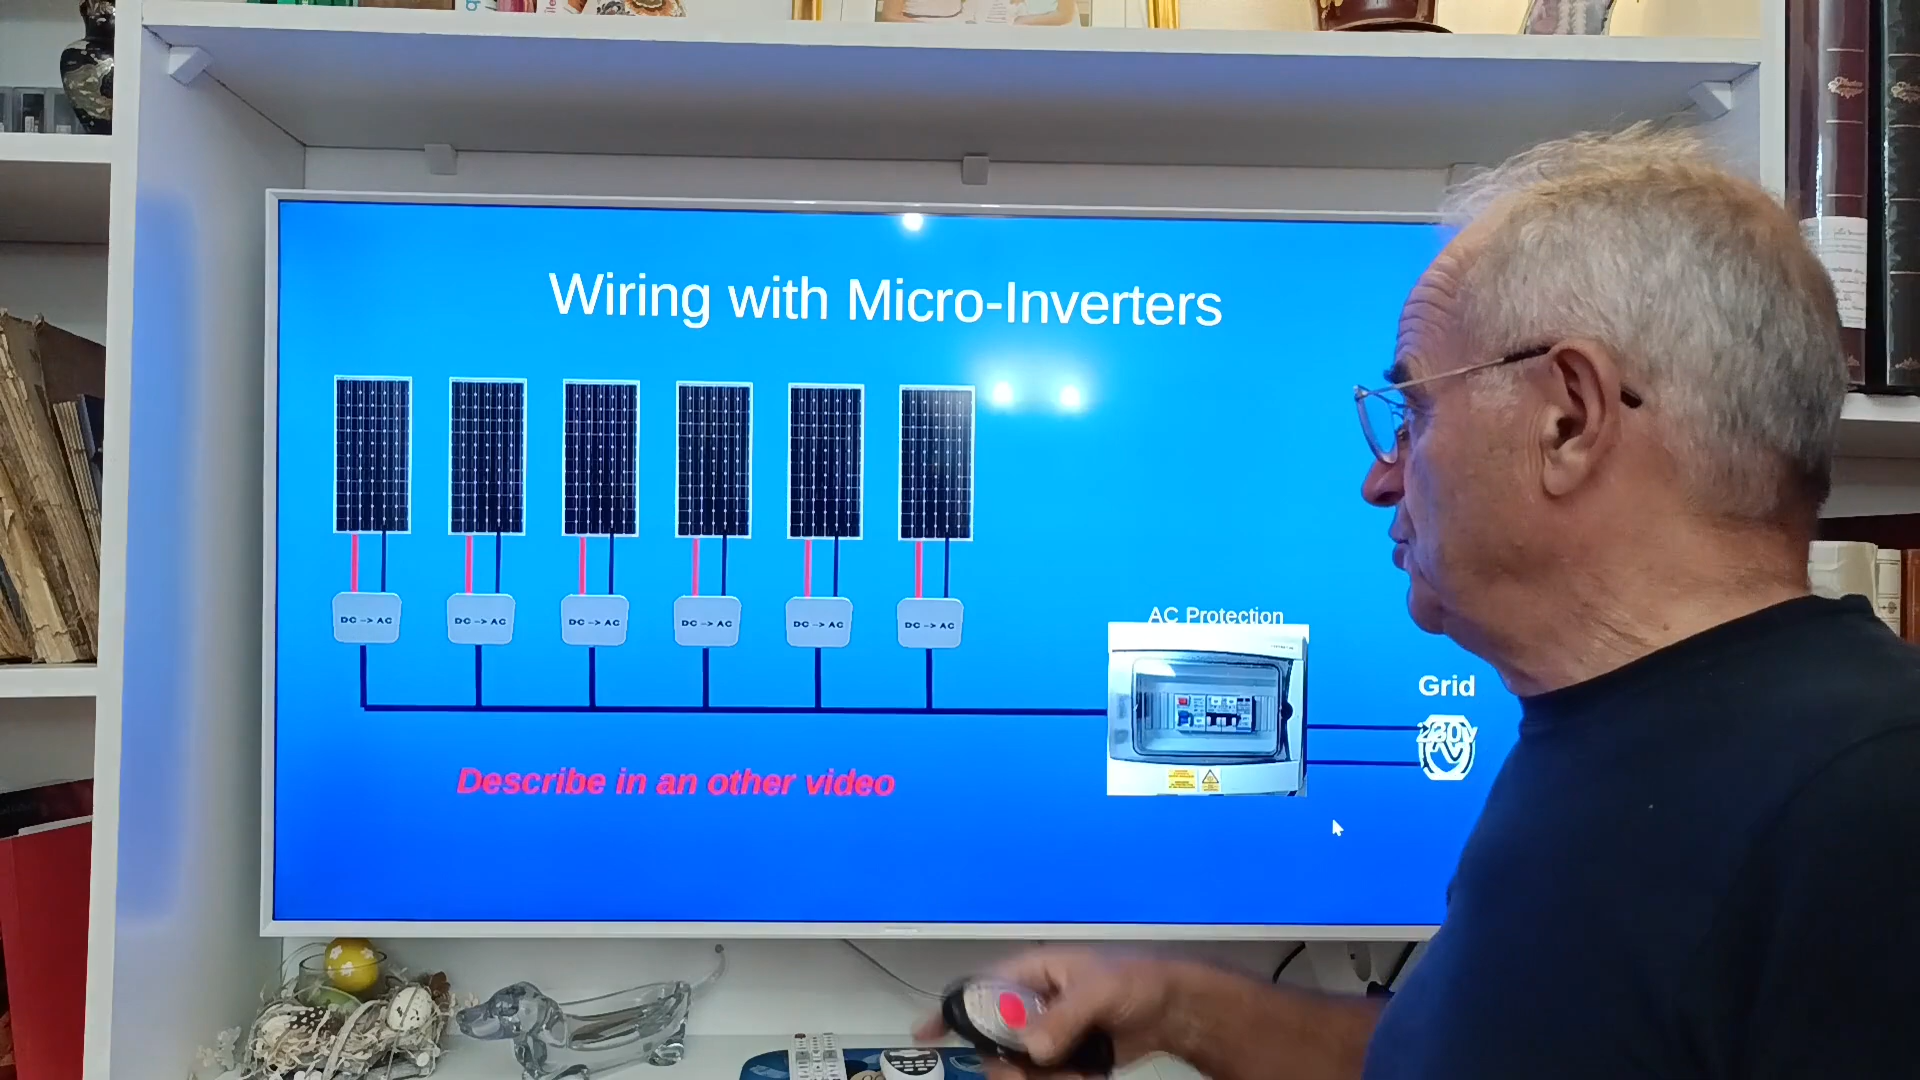 Wiring with Micro-Inverters
DC -> AC
DC -> AC
DC -> AC
DC -> AC
DC -> AC
DC -> AC
AC Protection
Grid
230V
Describe in an other video